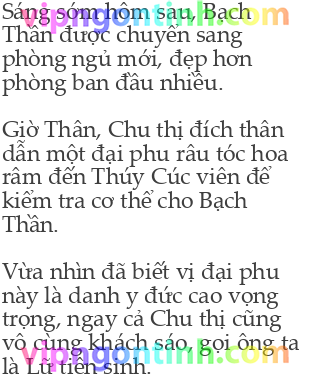 Sáng sớm hôm sau, Bạch
Thần được chuyển sang
phòng ngủ mới, đẹp hơn
phòng ban đầu nhiều.
Giờ Thân, Chu thị đích thân
dẫn một đại phu râu tóc hoa
râm đến Thúy Cúc viên để
kiểm tra cơ thể cho Bạch
Thần.
Vừa nhìn đã biết vị đại phu
này là danh y đức cao vọng
trọng, ngay cả Chu thị cũng
vô cùng khách sáo, gọi ông ta
là Lữ tiên sinh.
vipngontinh.com
vipngontinh.com